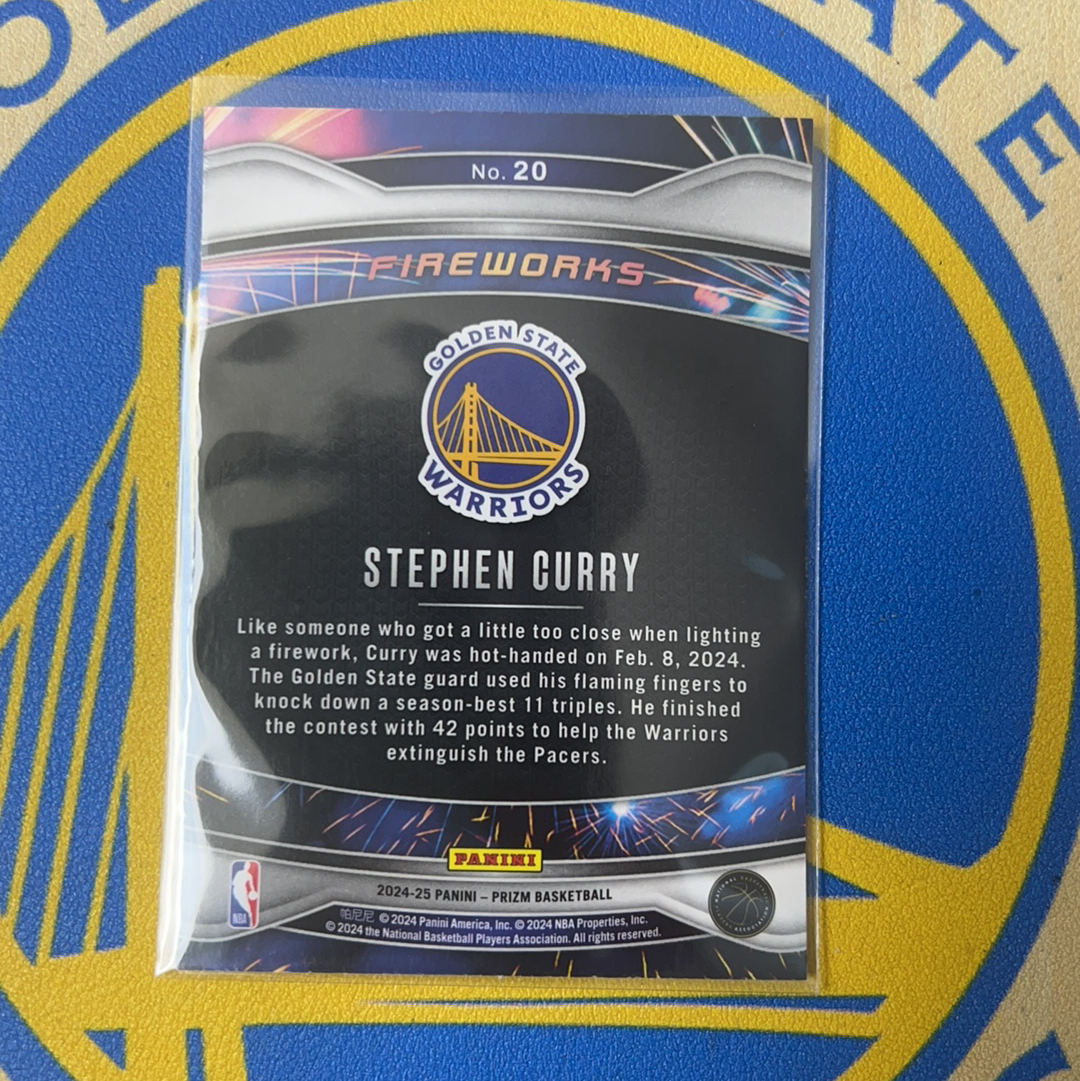 No. 20
FIREWORKS
GOLDEN STATE
WARRIORS
STEPHEN CURRY
Like someone who got a little too close when lighting
a firework, Curry was hot-handed on Feb. 8, 2024.
The Golden State guard used his flaming fingers to
knock down a season-best 11 triples. He finished
the contest with 42 points to help the Warriors
extinguish the Pacers.
PANINI
2024-25 PANINI – PRIZM BASKETBALL
帕尼尼 © 2024 Panini America, Inc. © 2024 NBA Properties, Inc.
© 2024 the National Basketball Players Association. All rights reserved.
NBA